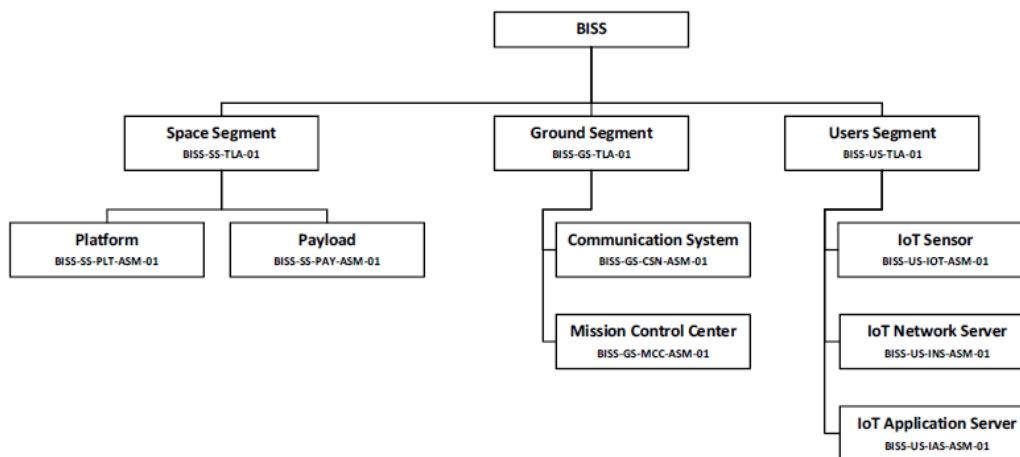 BISS
Space Segment
BISS-SS-TLA-01
Ground Segment
BISS-GS-TLA-01
Users Segment
BISS-US-TLA-01
Platform
BISS-SS-PLT-ASM-01
Payload
BISS-SS-PAY-ASM-01
Communication System
BISS-GS-CSN-ASM-01
IoT Sensor
BISS-US-IOT-ASM-01
Mission Control Center
BISS-GS-MCC-ASM-01
IoT Network Server
BISS-US-INS-ASM-01
IoT Application Server
BISS-US-IAS-ASM-01